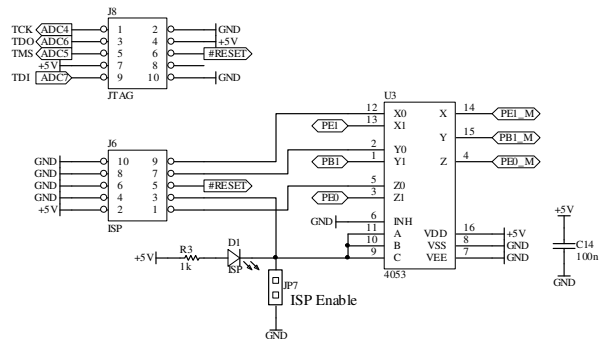 J8
TCK ADC4 1 2 GND
TDO ADC6 3 4 +5V
TMS ADC5 5 6 #RESET
+5V 7 8
TDI ADC7 9 10 GND
JTAG
U3
12 X0 X 14 PE1_M
PE1 13 X1
Y 15 PB1_M
J6
2 Y0
PB1 1 Y1 Z 4 PE0_M
GND 10 9
GND 8 7
GND 6 5 #RESET
GND 4 3
+5V 2 1
ISP
5 Z0
PE0 3 Z1
GND 6 INH
11 A VDD 16 +5V
10 B VSS 8 GND
9 C VEE 7 GND
4053
+5V
C14
100n
GND
+5V R3 1k
D1
ISP
JP7
ISP Enable
GND